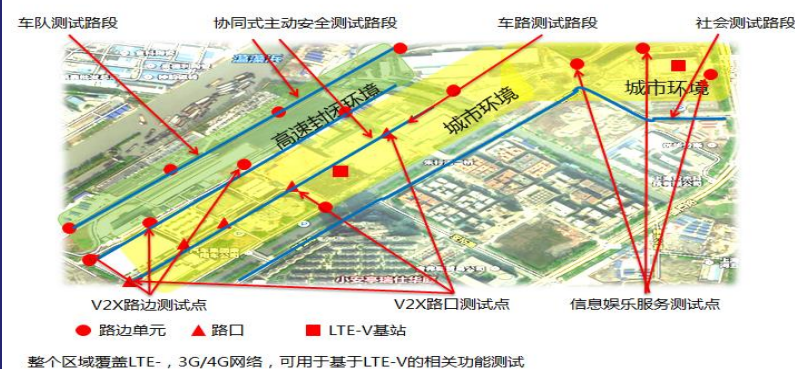 车队测试路段 协同式主动安全测试路段 车路测试路段 社会测试路段
高速封闭环境
城市环境
城市环境
V2X路边测试点 V2X路口测试点 信息娱乐服务测试点
路边单元 路口 LTE-V基站
整个区域覆盖LTE-，3G/4G网络，可用于基于LTE-V的相关功能测试